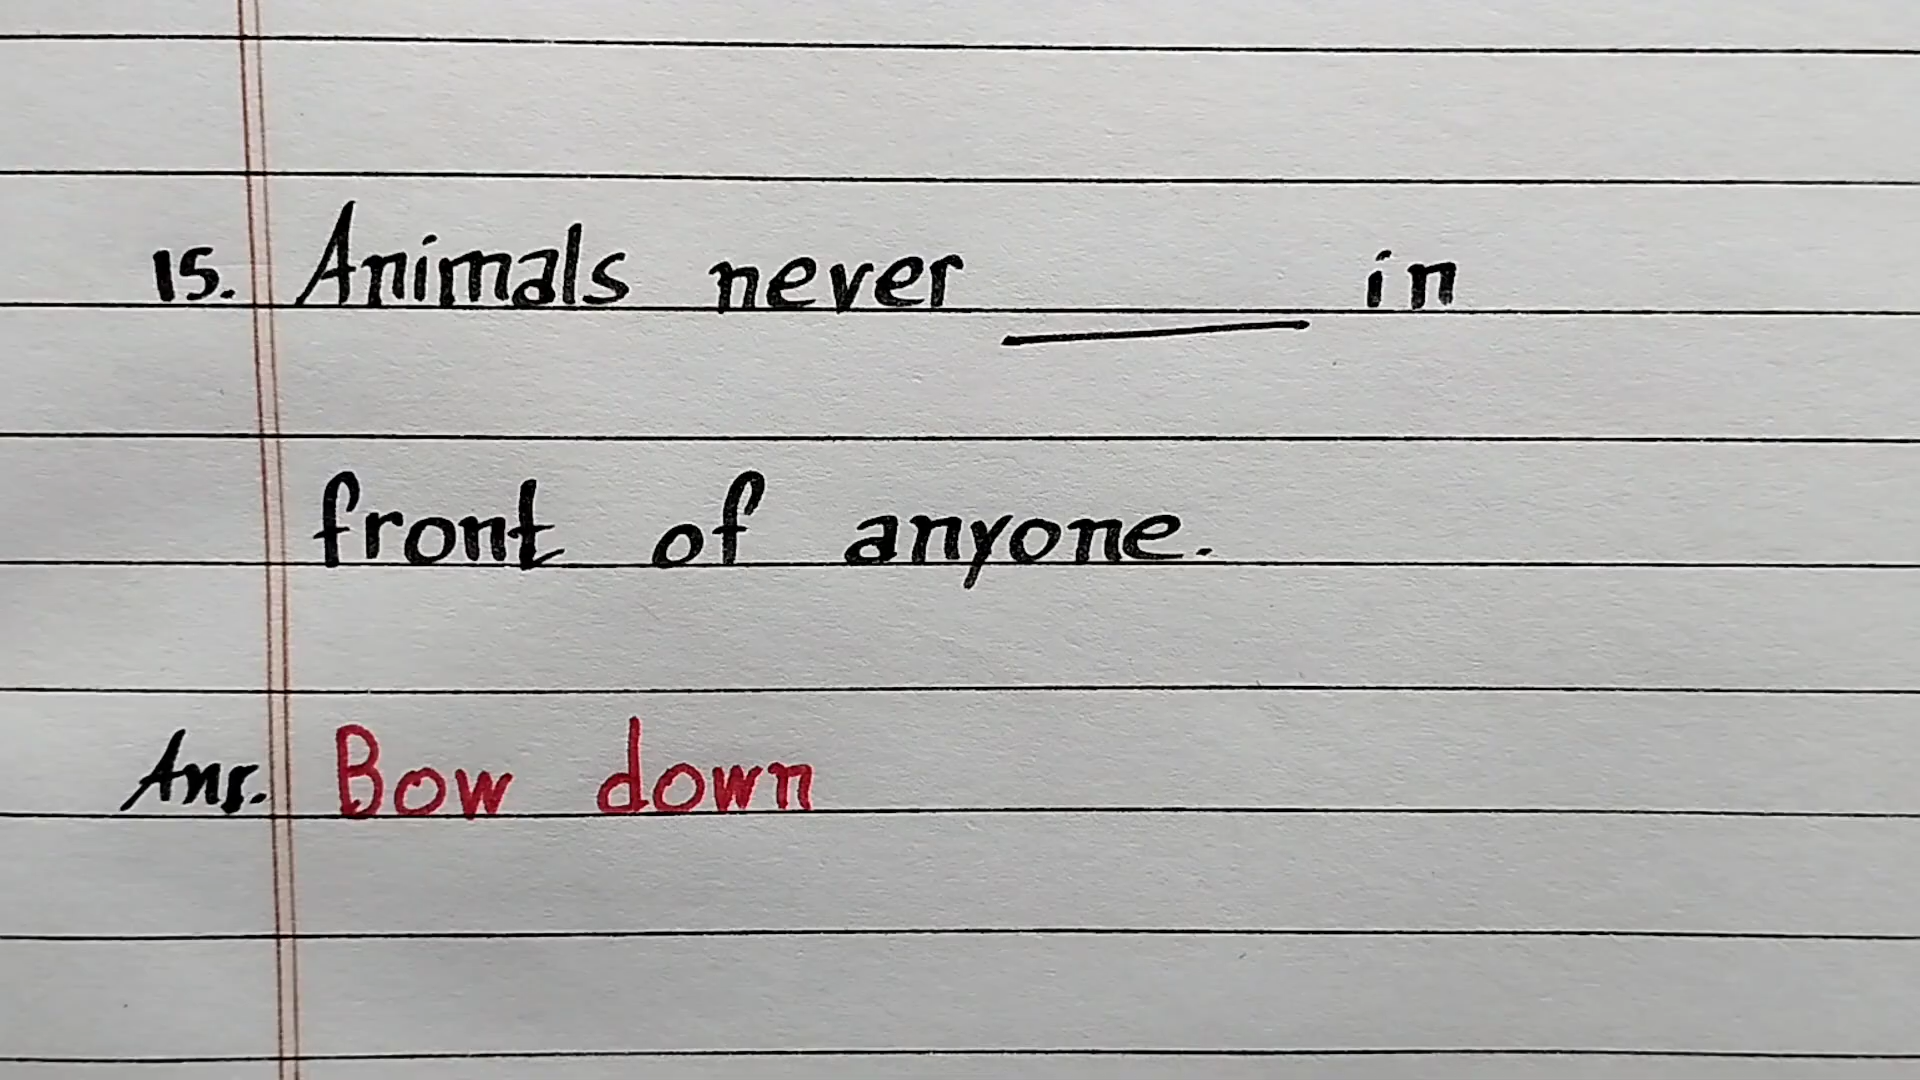 15. Animals never ______ in
front of anyone.
Ans. Bow down